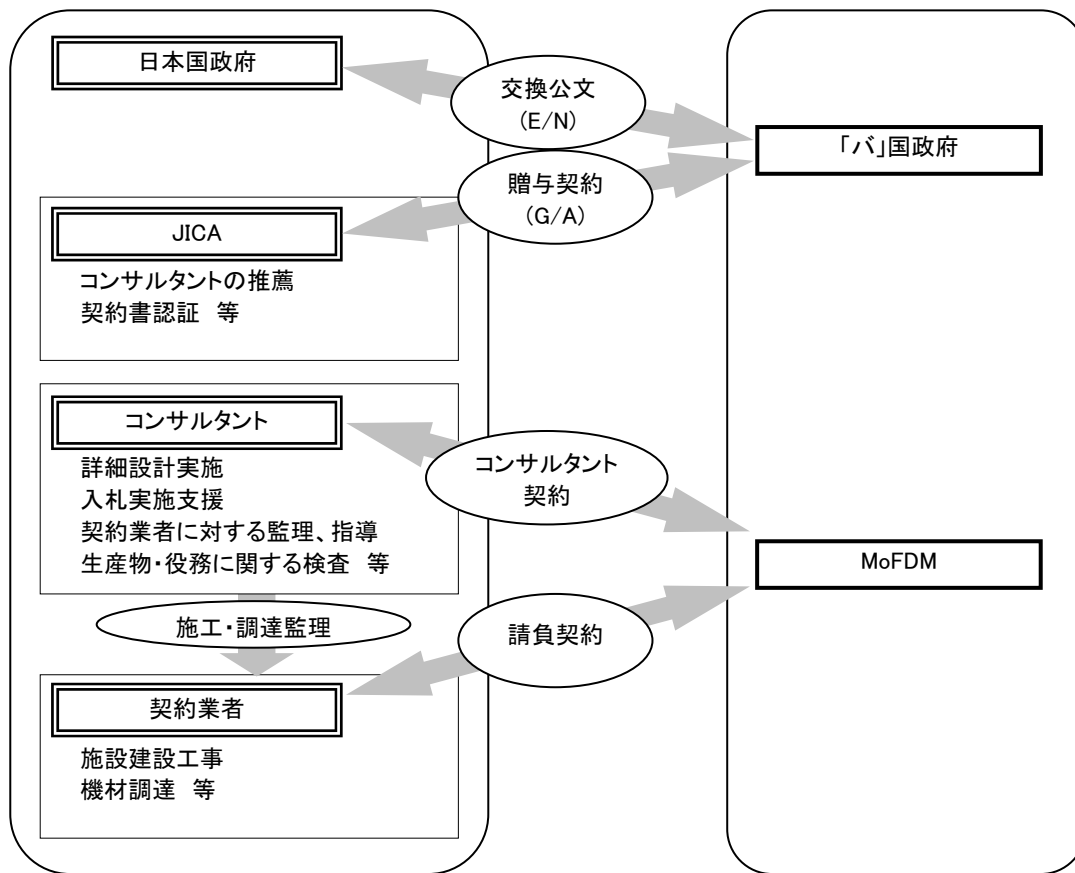 日本国政府
交換公文
(E/N)
「バ」国政府
贈与契約
(G/A)
JICA
コンサルタントの推薦
契約書認証 等
コンサルタント
詳細設計実施
入札実施支援
契約業者に対する監理、指導
生産物・役務に関する検査 等
コンサルタント
契約
MoFDM
施工・調達監理
請負契約
契約業者
施設建設工事
機材調達 等